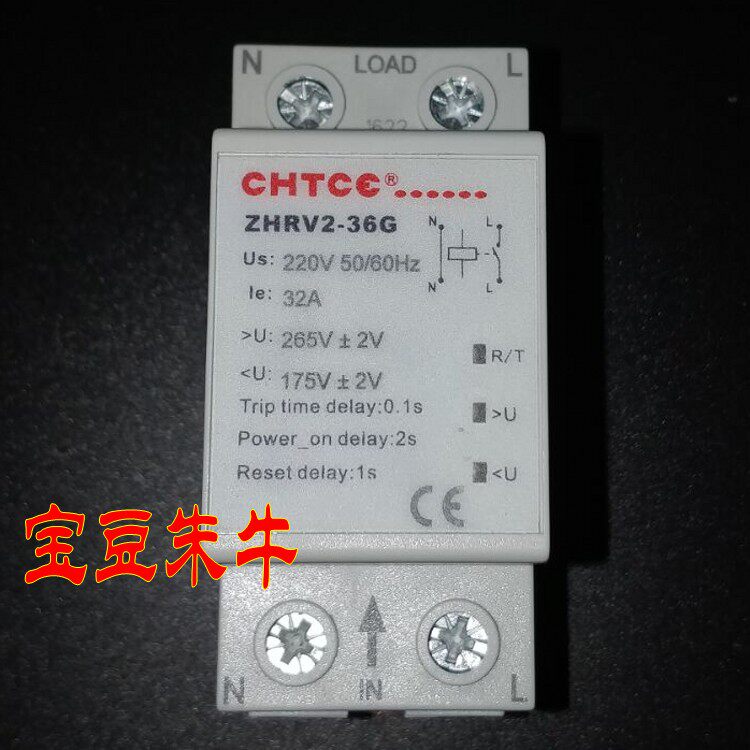 N LOAD L
CHTCE®......
ZHRV2-36G
N L
Us: 220V 50/60Hz
N L
Ie: 32A
>U: 265V ± 2V
R/T
<U: 175V ± 2V
Trip time delay:0.1s
>U
Power_on delay:2s
Reset delay:1s
<U
CE
宝豆朱牛
N IN L